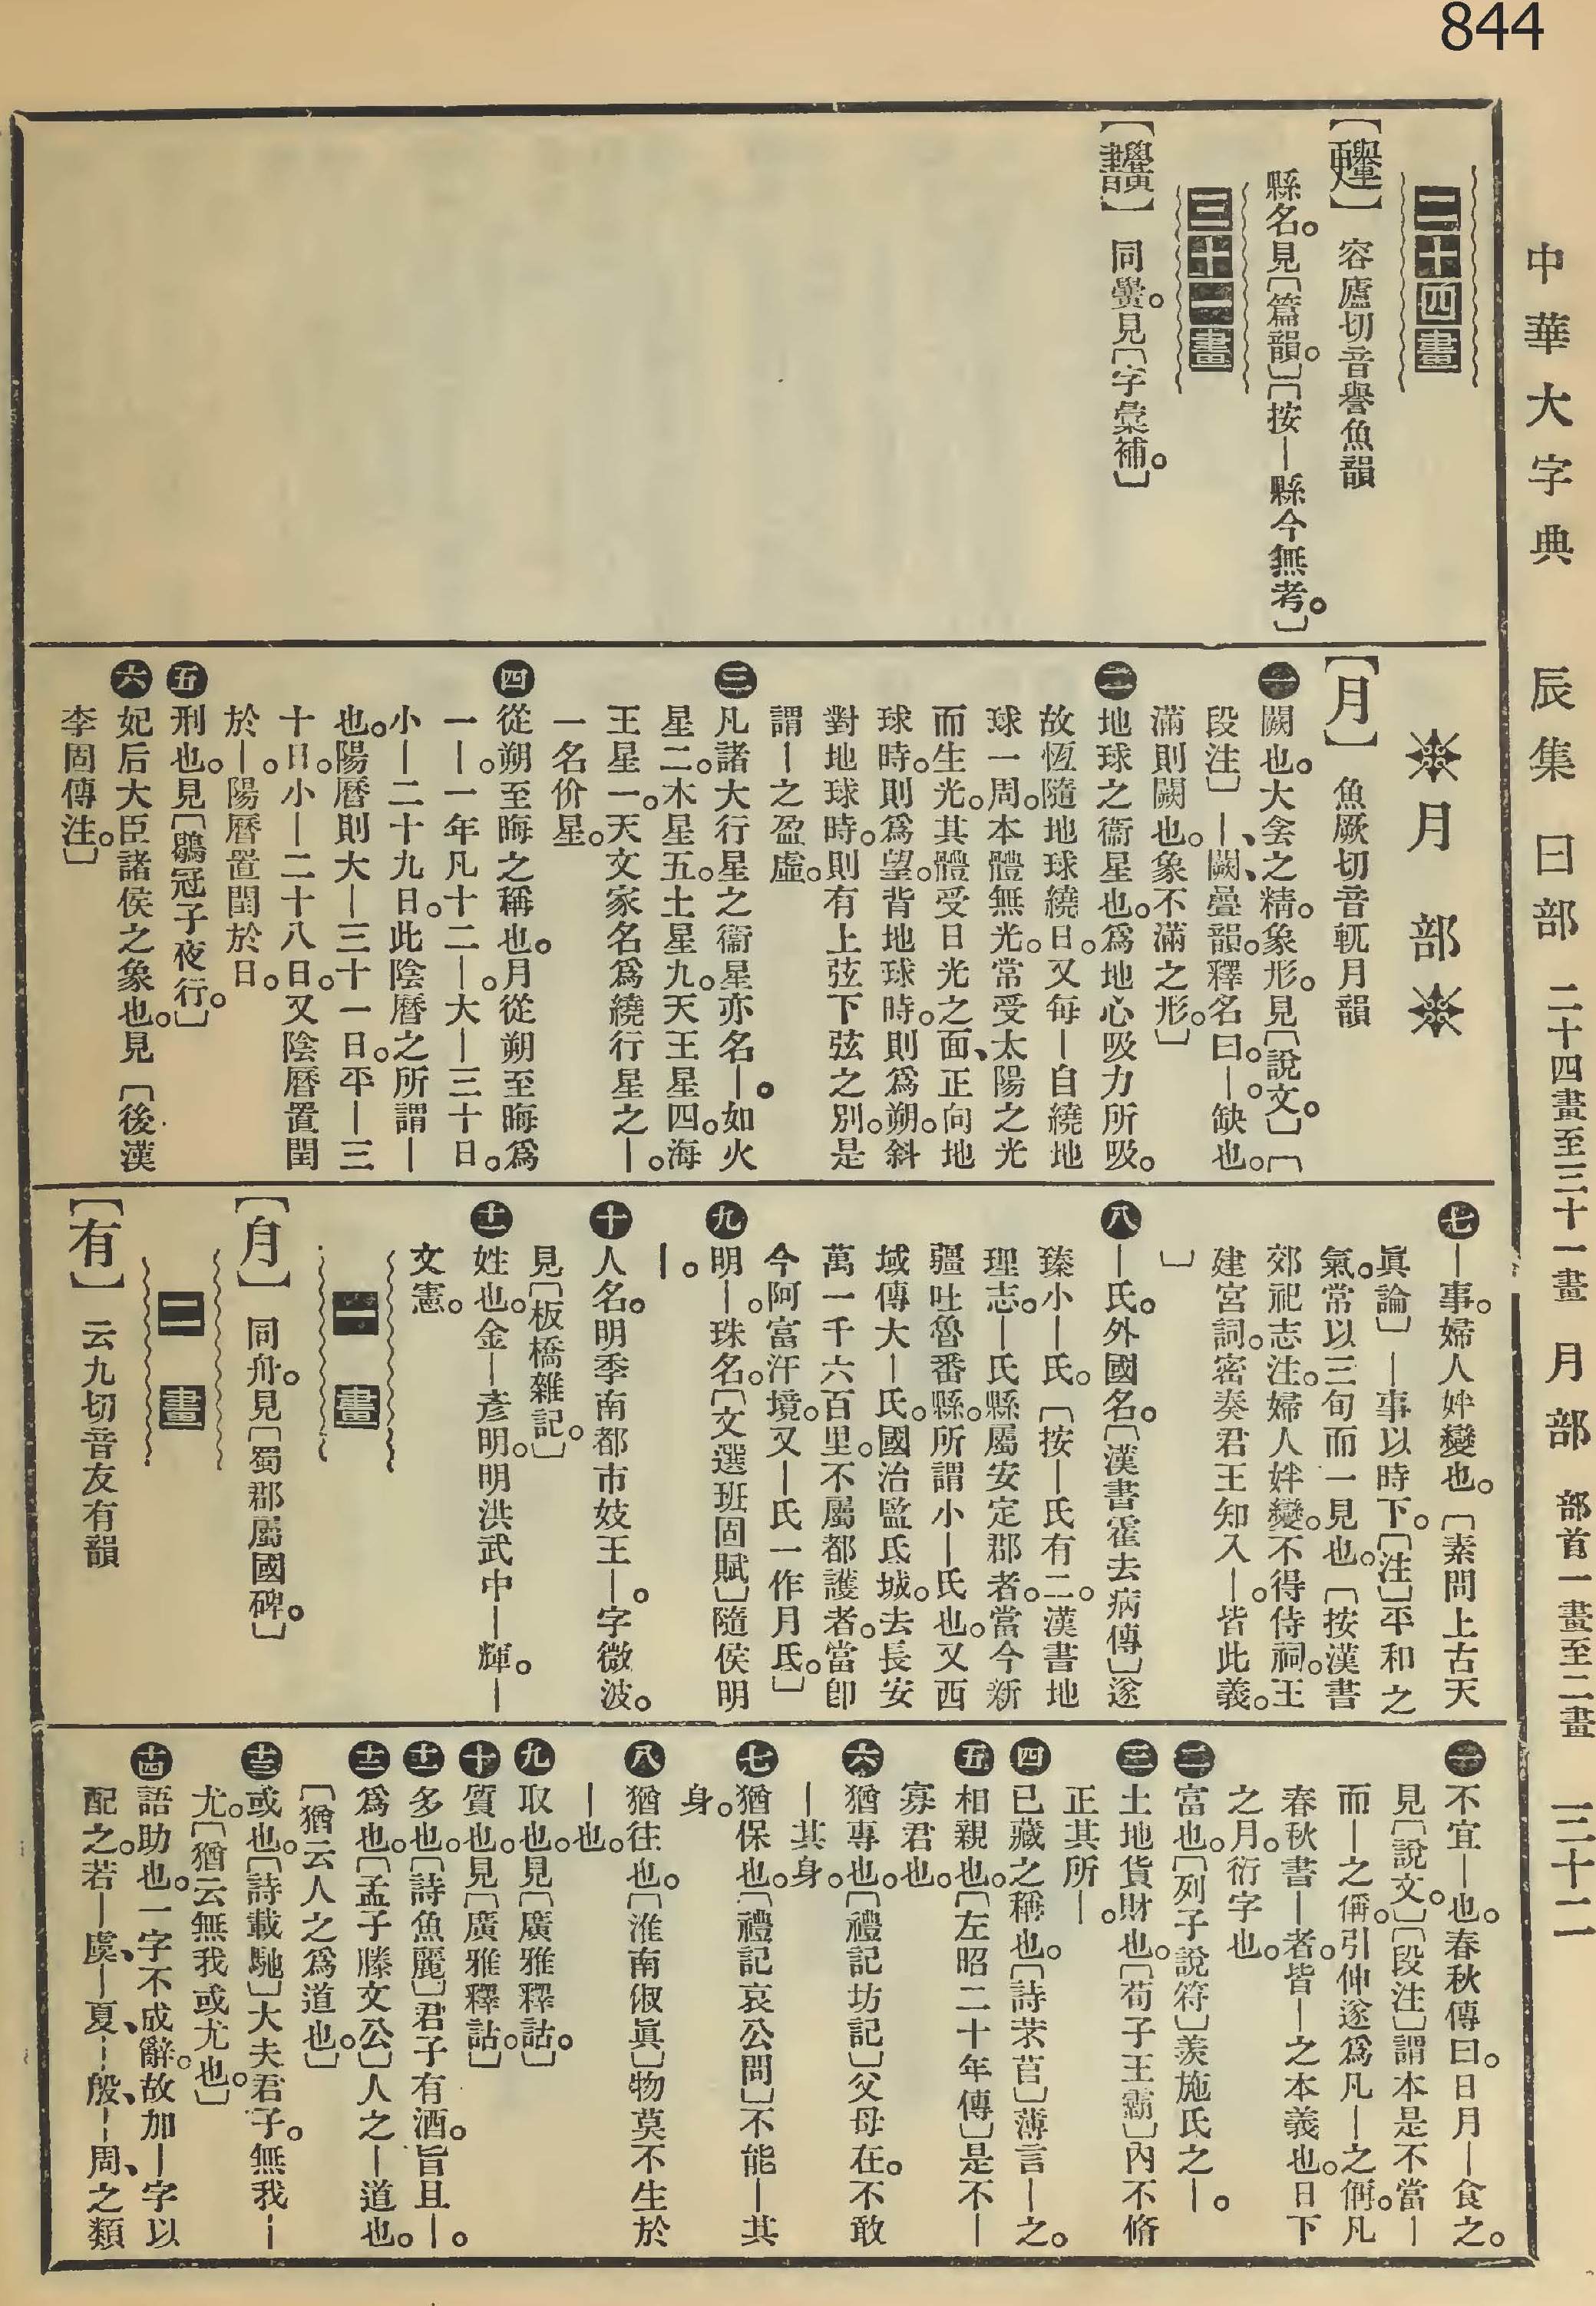 844
中華大字典 辰集 日部 二十四畫至三十一畫 月部 部首一畫至二畫 三十二
二十四畫
容廬切音譽魚韻
縣名。見〔篇韻。〕〔按—縣今無考。〕
三十一畫
同爨。見〔字彙補。〕
月部
【月】 魚厥切音軏月韻
㊀闕也。大侌之精。象形。見〔說文。〕〔
段注〕—、闕、疊韻。釋名曰。—。缺也。
滿則闕也。象不滿之形。〕
㊁地球之衞星也。爲地心吸力所吸。
故恆隨地球繞日。又每—自繞地
球一周。本體無光。常受太陽之光
而生光。其體受日光之面、正向地
球時。則爲望。背地球時。則爲朔。斜
對地球時。則有上弦下弦之別。是
謂—之盈虛。
㊂凡諸大行星之衞星亦名—。如火
星二。木星五。土星九。天王星四。海
王星一。天文家名爲繞行星之—。
一名价星。
㊃從朔至晦之稱也。月從朔至晦爲
一—。一年凡十二—。大—三十日。
小—二十九日。此陰曆之所謂—
也。陽曆則大—三十一日。平—三
十日。小—二十八日。又陰曆置閏
於—。陽曆置閏於日。
㊄刑也。見〔鶡冠子夜行。〕
㊅妃后大臣諸侯之象也。見〔後漢
李固傳注。〕
㊆—事。婦人姅變也。〔素問上古天
眞論〕—事以時下。〔注〕平和之
氣。常以三旬而一見也。〔按漢書
郊祀志注。婦人姅變。不得侍祠。王
建宮詞。密奏君王知入—。皆此義。
〕
㊇—氏。外國名。〔漢書霍去病傳〕遂
臻小—氏。〔按—氏有二。漢書地
理志。—氏縣屬安定郡者。當今新
疆吐魯番縣。所謂小—氏也。又西
域傳大—氏。國治監氏城。去長安
萬一千六百里。不屬都護者。當卽
今阿富汗境。又—氏一作月氐。〕
㊈明—。珠名。〔文選班固賦〕隨侯明
—。
㊉人名。明季南都市妓王—。字微波。
見〔板橋雜記。〕
⑪姓也。金—彥明。明洪武中—輝。—
文憲。
一畫
同舟。見〔蜀郡屬國碑。〕
二畫
【有】 云九切音友有韻
㊀不宜—也。春秋傳曰。日月—食之。
見〔說文。〕〔段注〕謂本是不當—
而—之偁。引伸遂爲凡—之偁。凡
春秋書—者。皆—之本義也。日下
之月。衍字也。
㊁富也。〔列子說符〕羨施氏之—。
㊂土地貨財也。〔荀子王霸〕內不脩
正其所—。
㊃已藏之稱也。〔詩芣苢〕薄言—之。
㊄相親也。〔左昭二十年傳〕是不—
寡君也。
㊅猶專也。〔禮記坊記〕父母在。不敢
—其身。
㊆猶保也。〔禮記哀公問〕不能—其
身。
㊇猶往也。〔淮南俶眞〕物莫不生於
—也。
㊈取也。見〔廣雅釋詁。〕
㊉質也。見〔廣雅釋詁。〕
⑪多也。〔詩魚麗〕君子有酒。旨且—。
⑫爲也。〔孟子滕文公〕人之—道也。
〔猶云人之爲道也。〕
⑬或也。〔詩載馳〕大夫君子。無我—
尤。〔猶云無我或尤也。〕
⑭語助也。一字不成辭。故加—字以
配之。若—虞、—夏、—殷、—周、之類